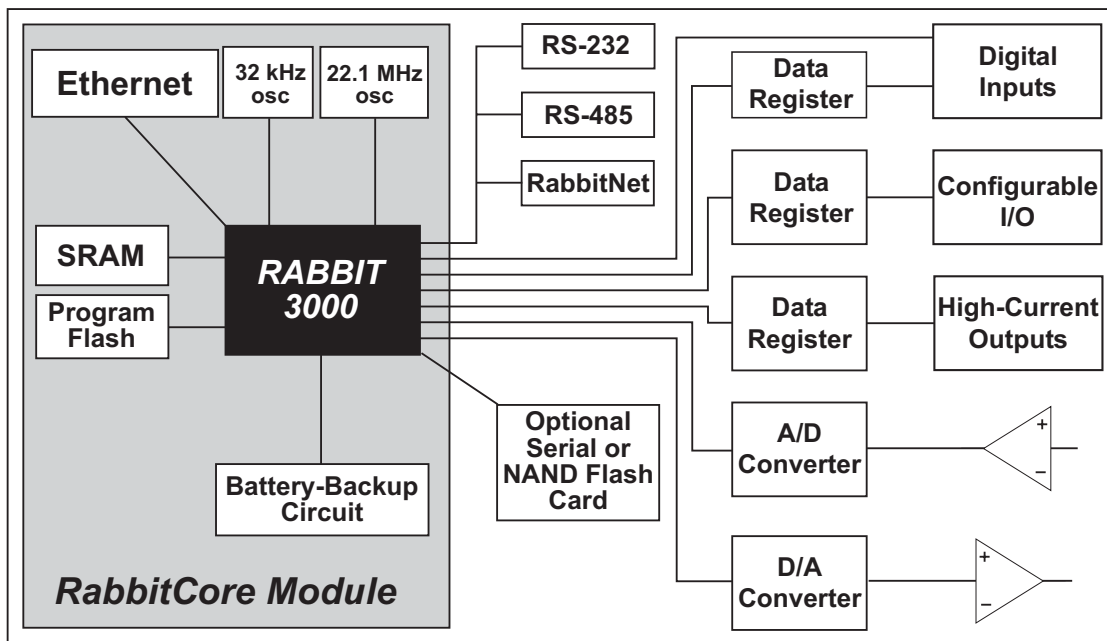 Ethernet
32 kHz
osc
22.1 MHz
osc
SRAM
Program
Flash
RABBIT
3000
Battery-Backup
Circuit
RabbitCore Module
RS-232
RS-485
RabbitNet
Optional
Serial or
NAND Flash
Card
Data
Register
Digital
Inputs
Data
Register
Configurable
I/O
Data
Register
High-Current
Outputs
A/D
Converter
+
−
D/A
Converter
+
−